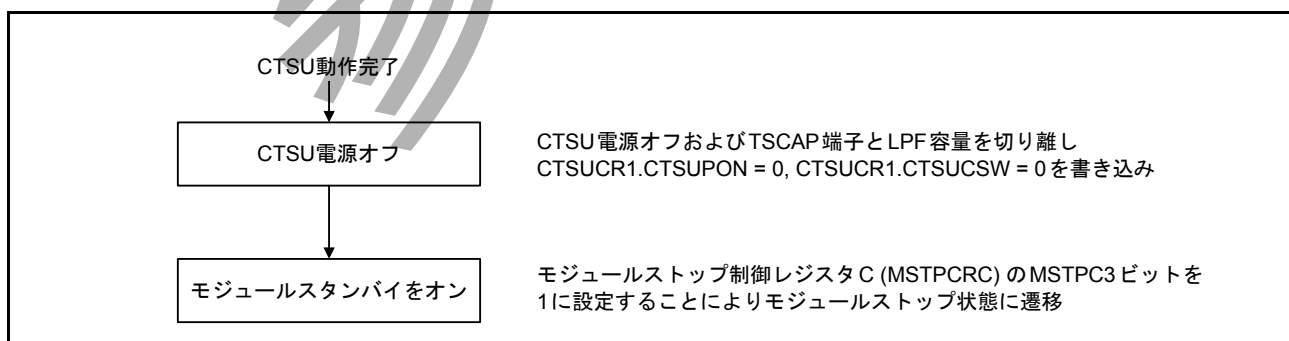 CTSU動作完了
CTSU電源オフ
CTSU電源オフおよびTSCAP端子とLPF容量を切り離し
CTSUCR1.CTSUPON = 0, CTSUCR1.CTSUCSW = 0を書き込み
モジュールスタンバイをオン
モジュールストップ制御レジスタC (MSTPCRC) のMSTPC3ビットを
1に設定することによりモジュールストップ状態に遷移